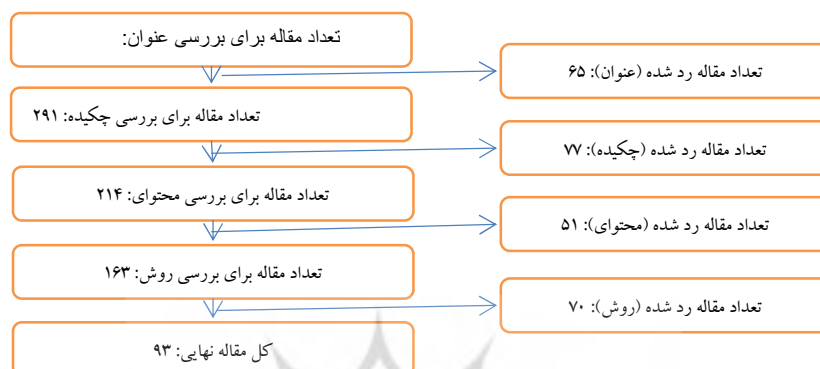 تعداد مقاله برای بررسی عنوان:
تعداد مقاله رد شده (عنوان): ۶۵
تعداد مقاله برای بررسی چکیده: ۲۹۱
تعداد مقاله رد شده (چکیده): ۷۷
تعداد مقاله برای بررسی محتوای: ۲۱۴
تعداد مقاله رد شده (محتوای): ۵۱
تعداد مقاله برای بررسی روش: ۱۶۳
تعداد مقاله رد شده (روش): ۷۰
کل مقاله نهایی: ۹۳